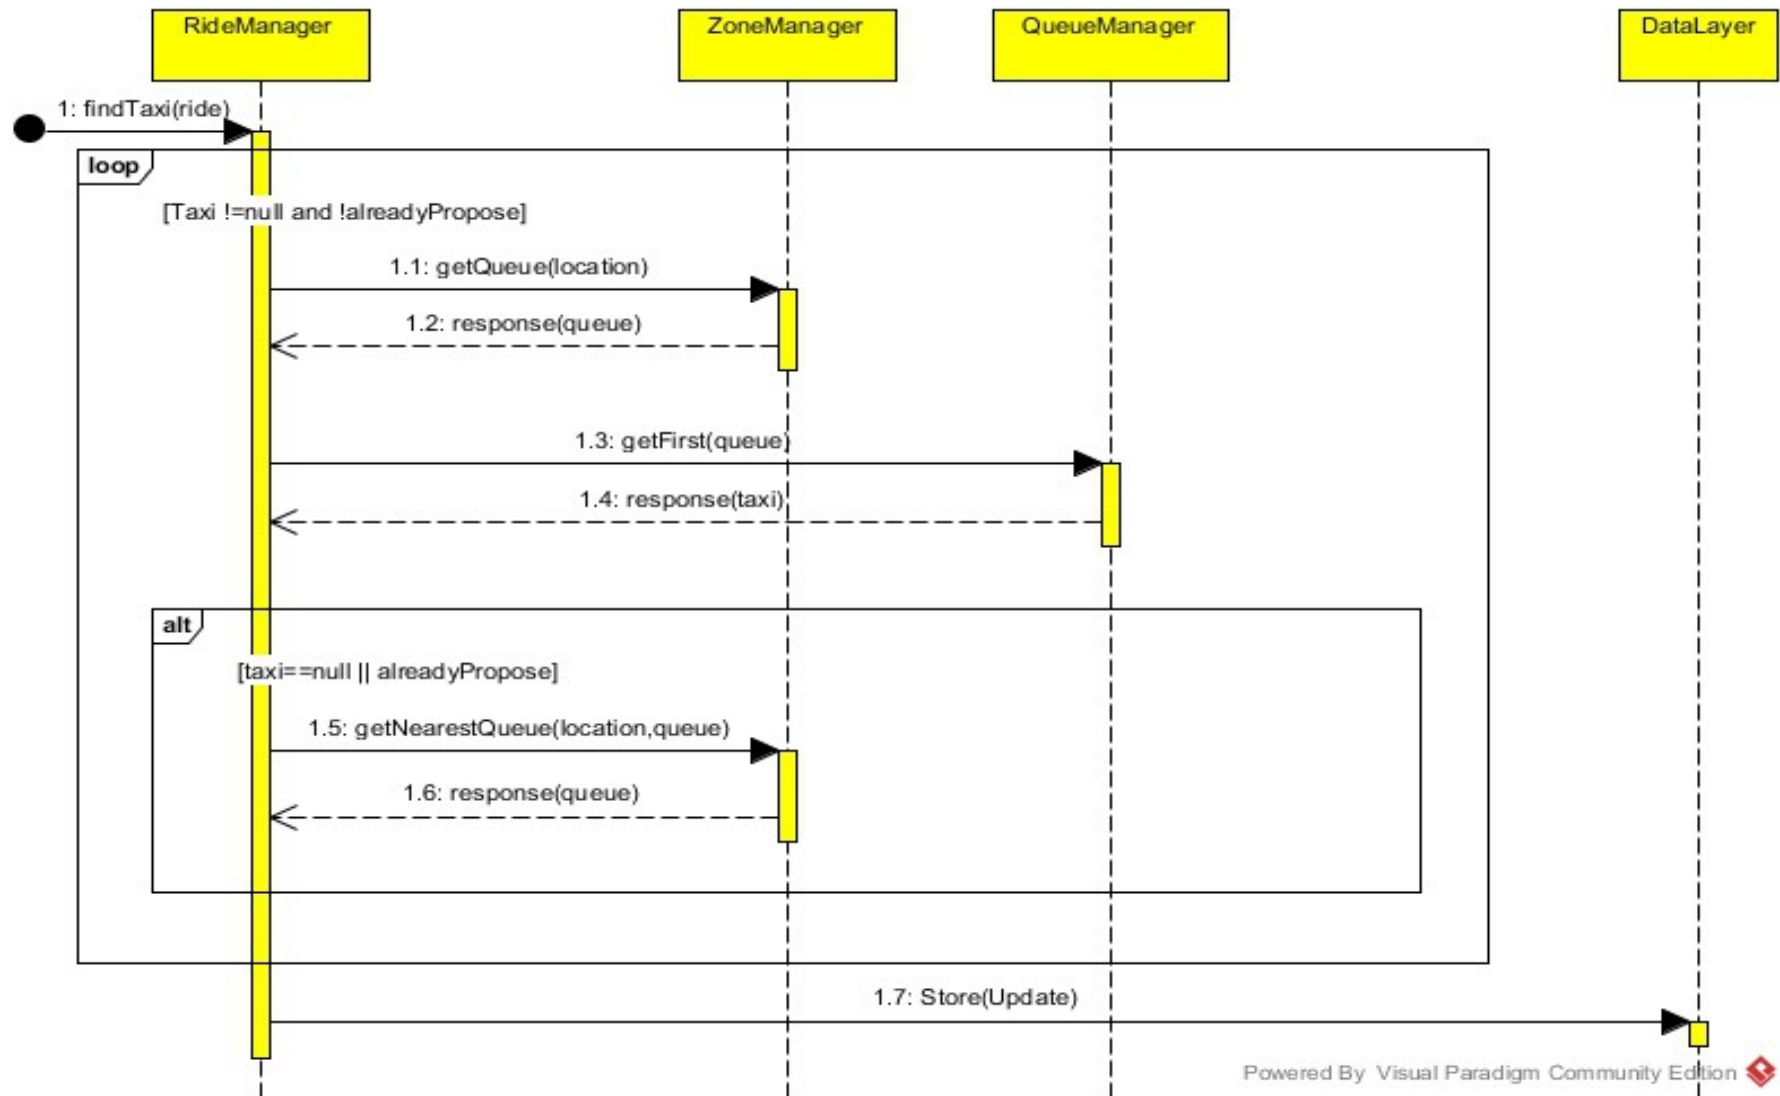 RideManager
ZoneManager
QueueManager
DataLayer
1: findTaxi(ride)
loop
[Taxi !=null and !alreadyPropose]
1.1: getQueue(location)
1.2: response(queue)
1.3: getFirst(queue)
1.4: response(taxi)
alt
[taxi==null || alreadyPropose]
1.5: getNearestQueue(location,queue)
1.6: response(queue)
1.7: Store(Update)
Powered By Visual Paradigm Community Edition